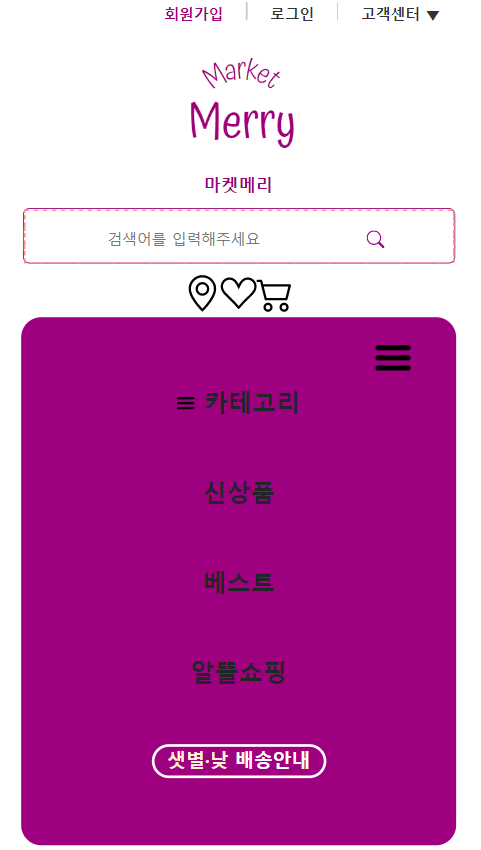 회원가입 로그인 고객센터 ▼
Market
Merry
마켓메리
검색어를 입력해주세요
카테고리
신상품
베스트
알뜰쇼핑
샛별·낮 배송안내